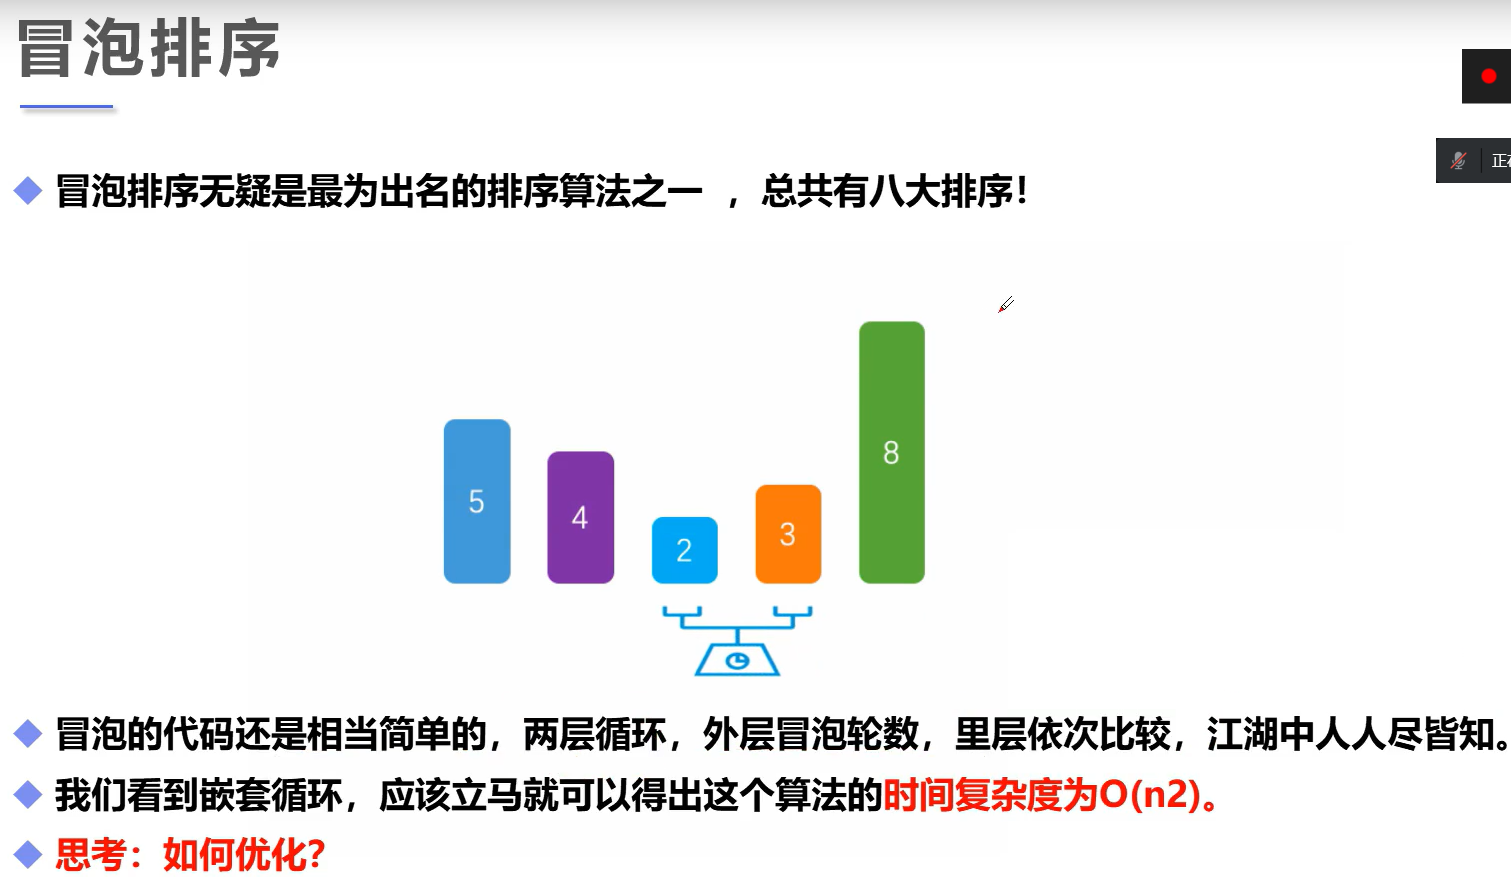 冒泡排序
正在
冒泡排序无疑是最为出名的排序算法之一 ，总共有八大排序！
8
5
4
3
2
冒泡的代码还是相当简单的，两层循环，外层冒泡轮数，里层依次比较，江湖中人人尽皆知。
我们看到嵌套循环，应该立马就可以得出这个算法的时间复杂度为O(n2)。
思考：如何优化？